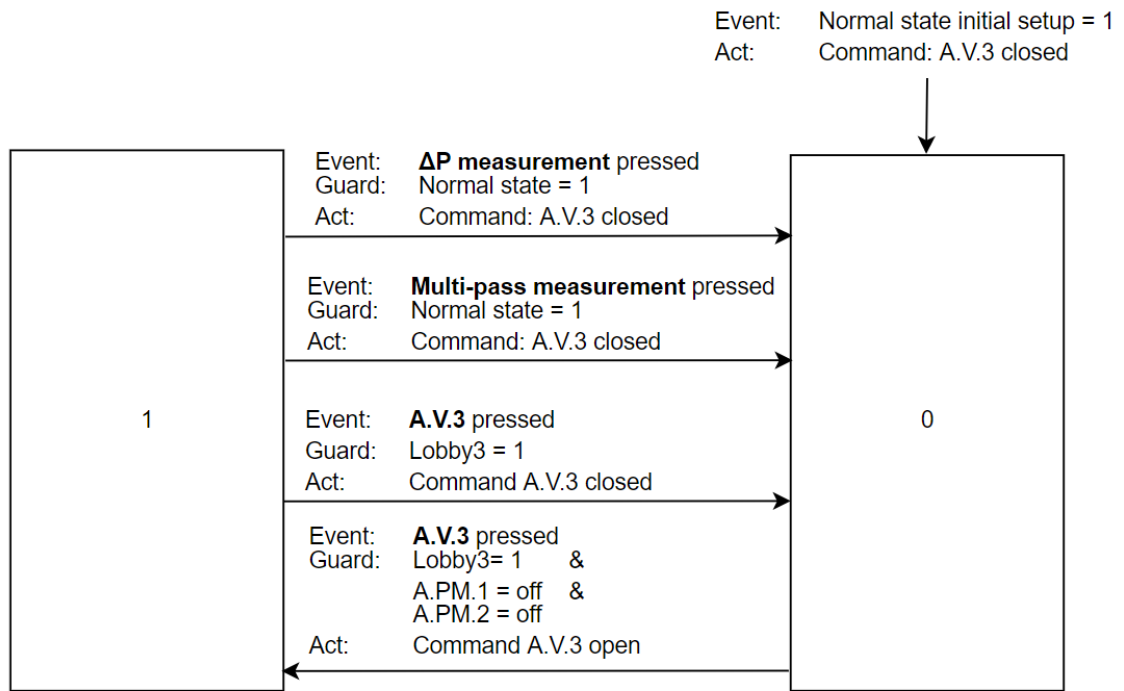 Event: Normal state initial setup = 1
Act: Command: A.V.3 closed
Event: ΔP measurement pressed
Guard: Normal state = 1
Act: Command: A.V.3 closed
Event: Multi-pass measurement pressed
Guard: Normal state = 1
Act: Command: A.V.3 closed
1
0
Event: A.V.3 pressed
Guard: Lobby3 = 1
Act: Command A.V.3 closed
Event: A.V.3 pressed
Guard: Lobby3= 1 &
A.PM.1 = off &
A.PM.2 = off
Act: Command A.V.3 open